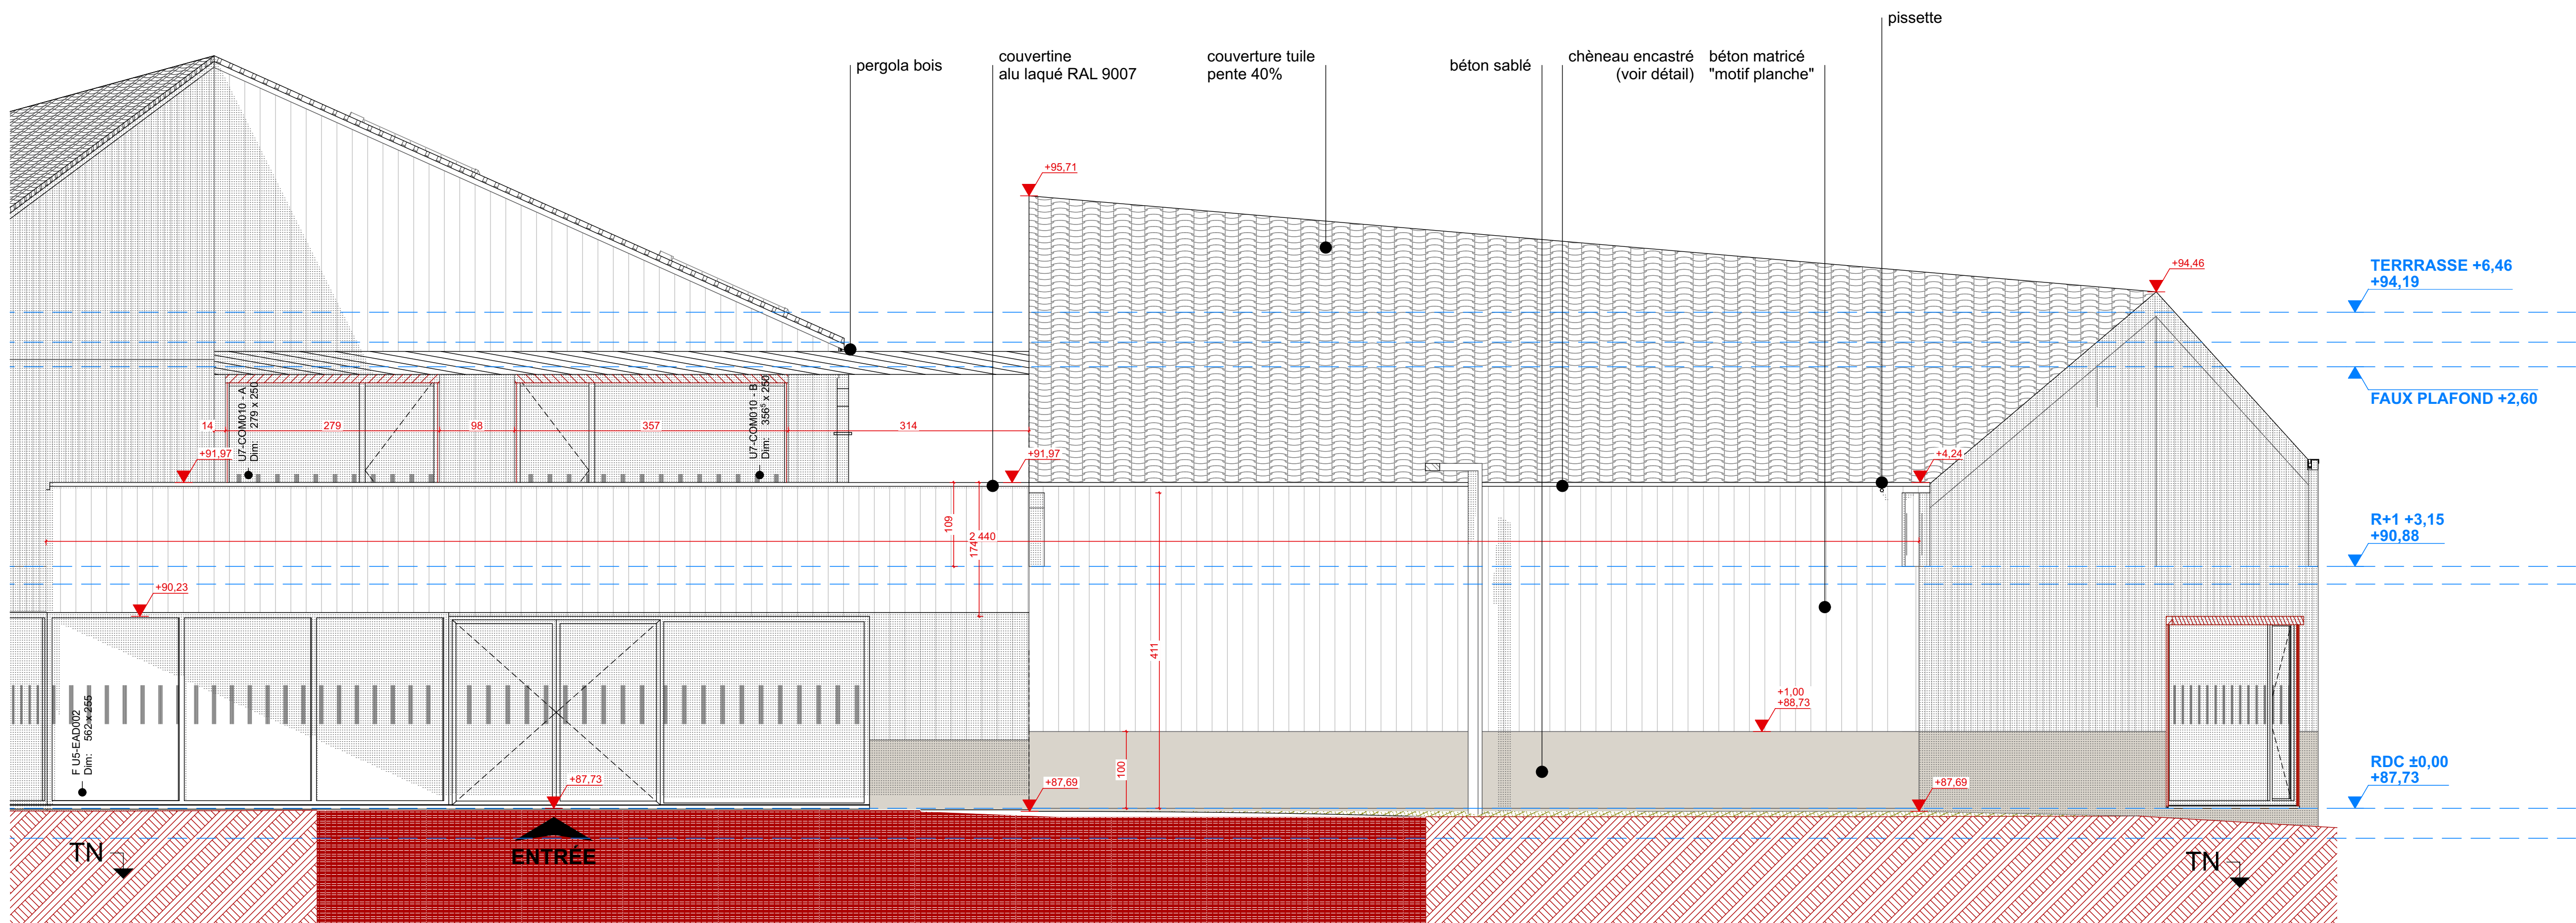 pissette
pergola bois
couvertine
alu laqué RAL 9007
couverture tuile
pente 40%
béton sablé
chèneau encastré
(voir détail)
béton matricé
"motif planche"
+95,71
+94,46
TERRRASSE +6,46
+94,19
FAUX PLAFOND +2,60
U7-COM010 - A
Dim: 279 x 250
U7-COM010 - B
Dim: 356⁵ x 250
14
279
98
357
314
+91,97
+91,97
+4,24
109
174
2 440
R+1 +3,15
+90,88
+90,23
411
+1,00
+88,73
F U5-EAD002
Dim: 562 x 255
100
+87,73
+87,69
+87,69
RDC ±0,00
+87,73
TN
ENTRÉE
TN